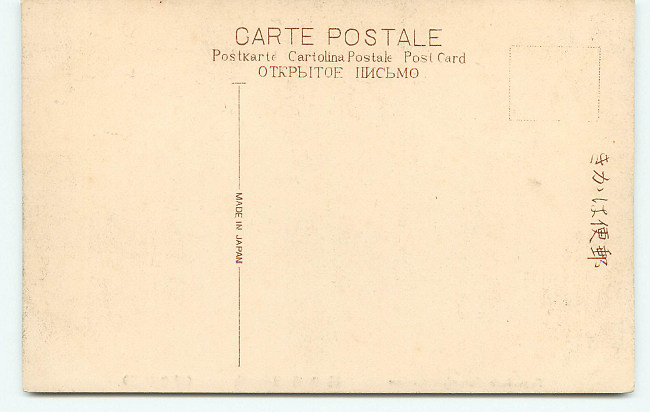 CARTE POSTALE
Postkarte Cartolina Postale Post Card
ОТКРЫТОЕ ПИСЬМО
MADE IN JAPAN
きかは便郵